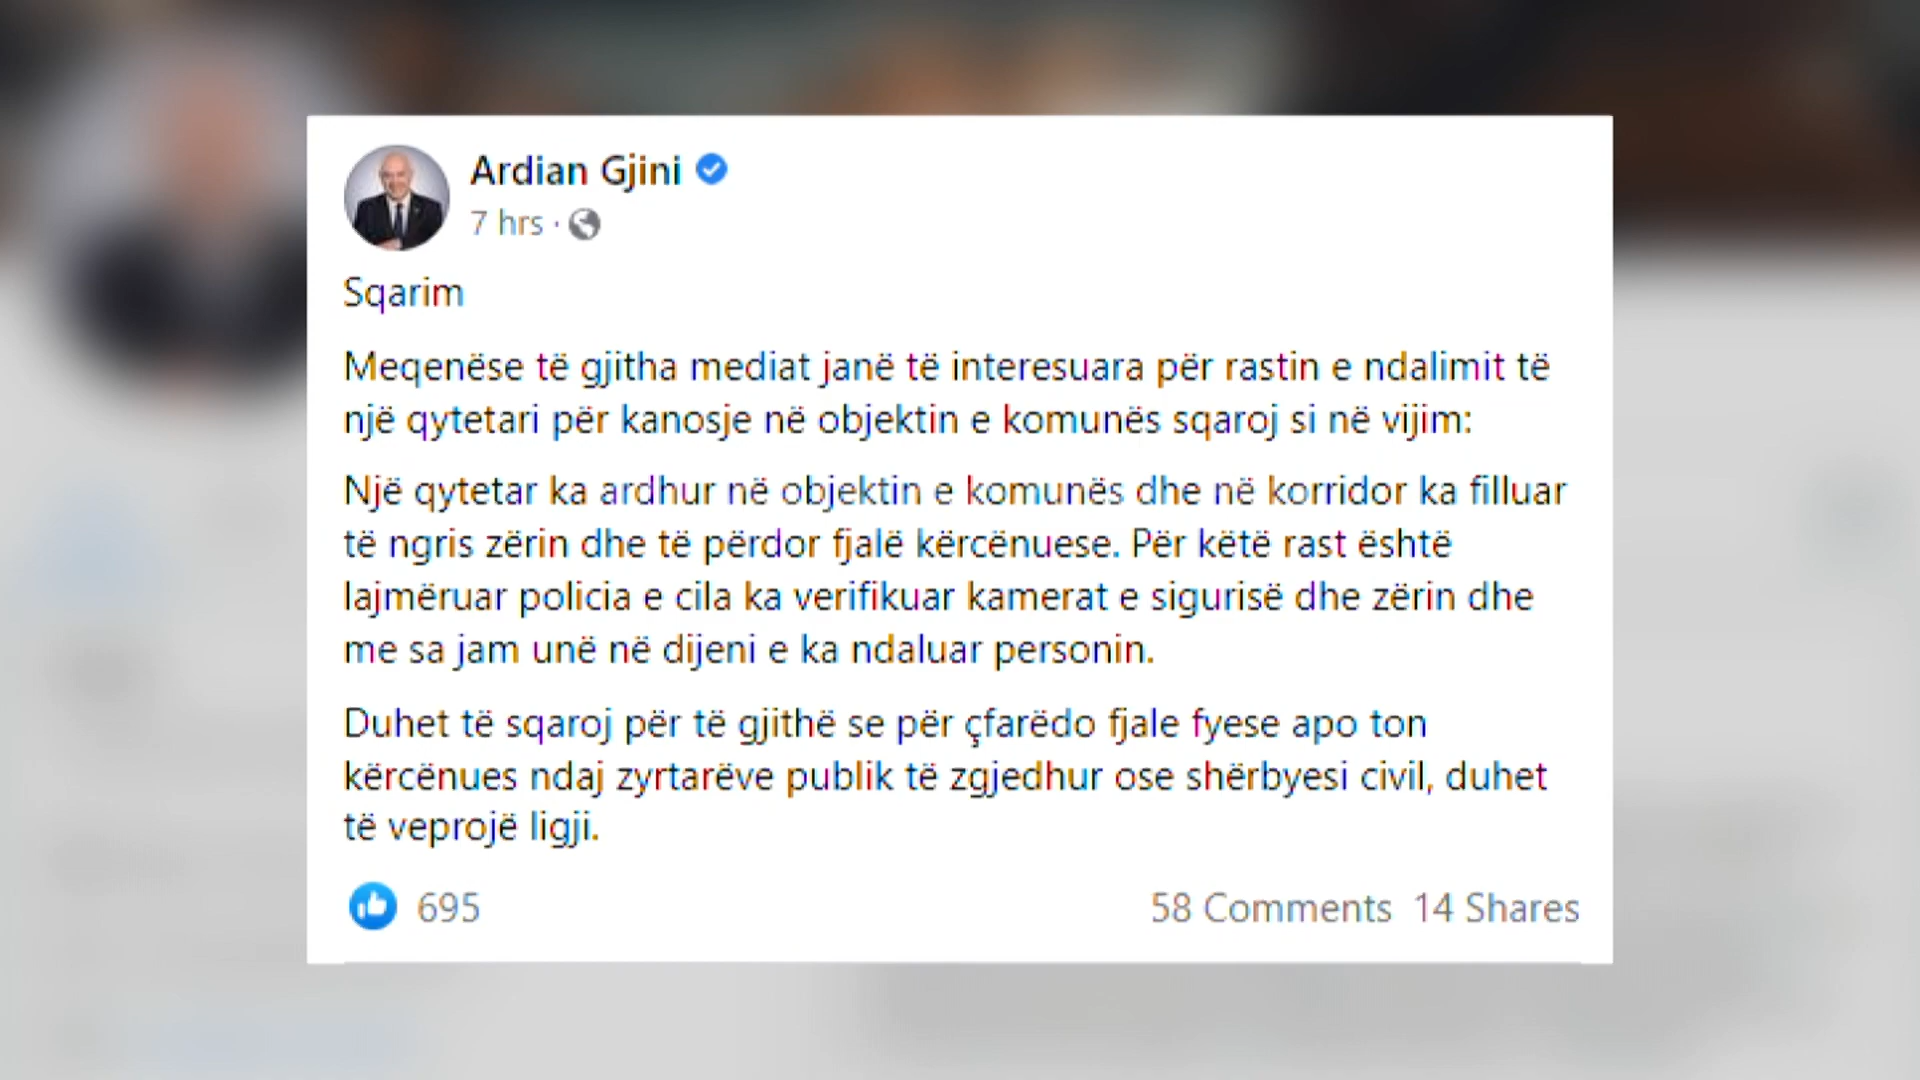 Ardian Gjini
7 hrs ·
Sqarim
Meqenëse të gjitha mediat janë të interesuara për rastin e ndalimit të
një qytetari për kanosje në objektin e komunës sqaroj si në vijim:
Një qytetar ka ardhur në objektin e komunës dhe në korridor ka filluar
të ngris zërin dhe të përdor fjalë kërcënuese. Për këtë rast është
lajmëruar policia e cila ka verifikuar kamerat e sigurisë dhe zërin dhe
me sa jam unë në dijeni e ka ndaluar personin.
Duhet të sqaroj për të gjithë se për çfarëdo fjale fyese apo ton
kërcënues ndaj zyrtarëve publik të zgjedhur ose shërbyesi civil, duhet
të veprojë ligji.
695
58 Comments 14 Shares